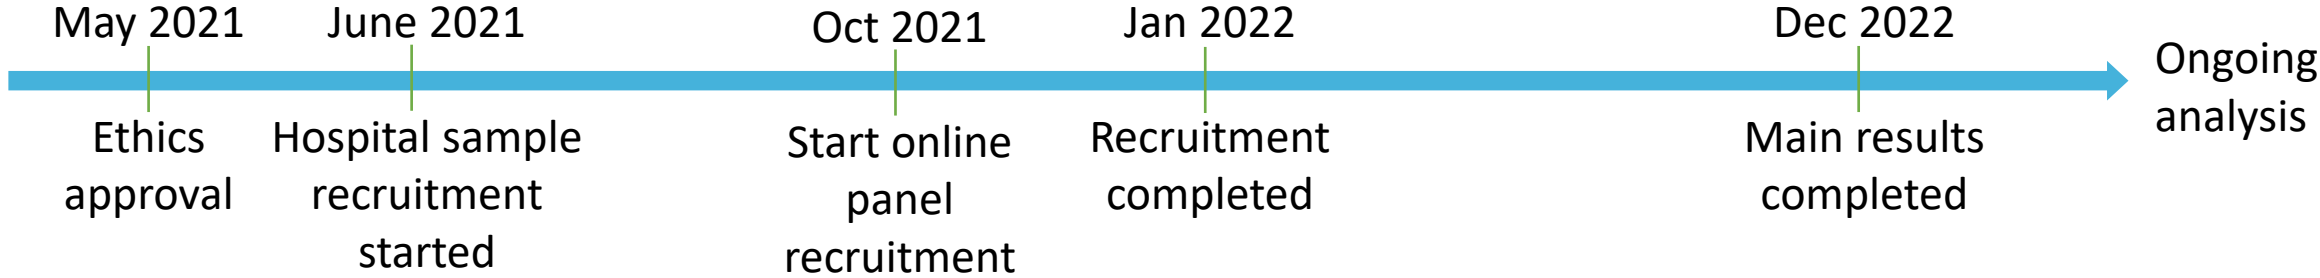 May 2021
June 2021
Oct 2021
Jan 2022
Dec 2022
Ongoing
analysis
Ethics
approval
Hospital sample
recruitment
started
Start online
panel
recruitment
Recruitment
completed
Main results
completed